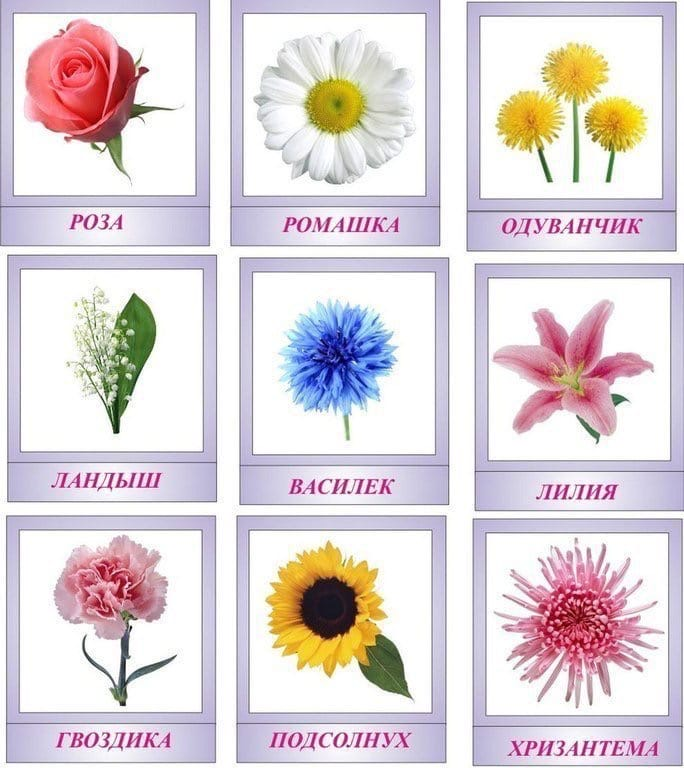 РОЗА
РОМАШКА
ОДУВАНЧИК
ЛАНДЫШ
ВАСИЛЕК
ЛИЛИЯ
ГВОЗДИКА
ПОДСОЛНУХ
ХРИЗАНТЕМА